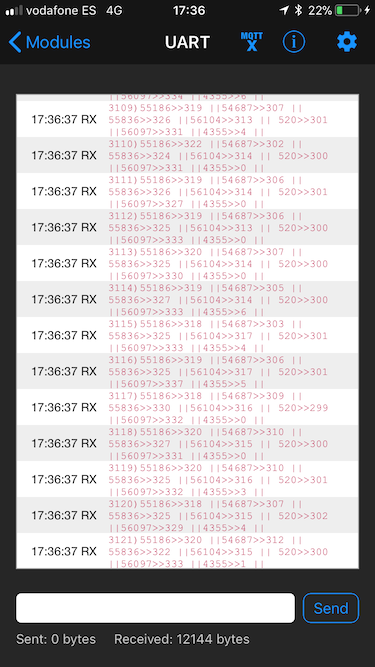 vodafone ES 4G 17:36 22%
Modules UART MQTT X
||56097>>334 ||4355>>6 ||
17:36:37 RX 3109)55186>>319 ||54687>>307 ||
55836>>326 ||56104>>313 || 520>>301
||56097>>331 ||4355>>4 ||
17:36:37 RX 3110)55186>>322 ||54687>>302 ||
55836>>324 ||56104>>314 || 520>>300
||56097>>331 ||4355>>0 ||
17:36:37 RX 3111)55186>>319 ||54687>>306 ||
55836>>326 ||56104>>314 || 520>>301
||56097>>327 ||4355>>0 ||
17:36:37 RX 3112)55186>>319 ||54687>>306 ||
55836>>325 ||56104>>313 || 520>>300
||56097>>333 ||4355>>0 ||
17:36:37 RX 3113)55186>>320 ||54687>>307 ||
55836>>325 ||56104>>314 || 520>>300
||56097>>330 ||4355>>0 ||
17:36:37 RX 3114)55186>>319 ||54687>>305 ||
55836>>327 ||56104>>314 || 520>>300
||56097>>333 ||4355>>6 ||
17:36:37 RX 3115)55186>>318 ||54687>>303 ||
55836>>325 ||56104>>317 || 520>>301
||56097>>333 ||4355>>4 ||
17:36:37 RX 3116)55186>>319 ||54687>>306 ||
55836>>325 ||56104>>317 || 520>>301
||56097>>337 ||4355>>5 ||
17:36:37 RX 3117)55186>>318 ||54687>>309 ||
55836>>330 ||56104>>316 || 520>>299
||56097>>332 ||4355>>0 ||
17:36:37 RX 3118)55186>>320 ||54687>>310 ||
55836>>327 ||56104>>315 || 520>>300
||56097>>331 ||4355>>0 ||
17:36:37 RX 3119)55186>>320 ||54687>>310 ||
55836>>325 ||56104>>316 || 520>>301
||56097>>332 ||4355>>3 ||
17:36:37 RX 3120)55186>>318 ||54687>>307 ||
55836>>325 ||56104>>315 || 520>>302
||56097>>329 ||4355>>4 ||
17:36:37 RX 3121)55186>>320 ||54687>>312 ||
55836>>322 ||56104>>315 || 520>>300
||56097>>333 ||4355>>1 ||
Send
Sent: 0 bytes Received: 12144 bytes